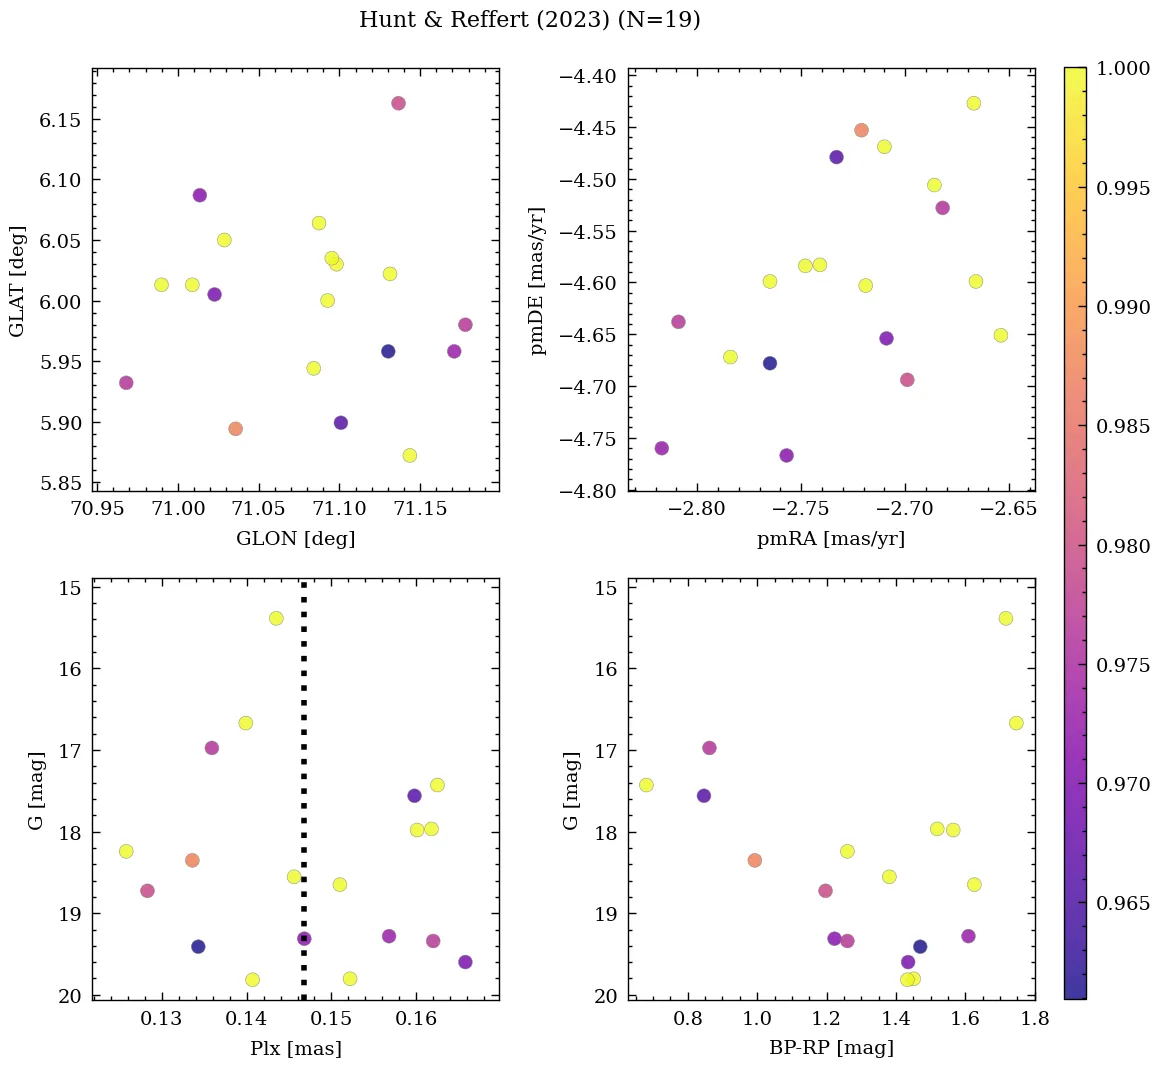 Hunt & Reffert (2023) (N=19)
6.15
6.10
6.05
6.00
5.95
5.90
5.85
GLAT [deg]
70.95 71.00 71.05 71.10 71.15
GLON [deg]
−4.40
−4.45
−4.50
−4.55
−4.60
−4.65
−4.70
−4.75
−4.80
pmDE [mas/yr]
−2.80 −2.75 −2.70 −2.65
pmRA [mas/yr]
15
16
17
18
19
20
G [mag]
0.13 0.14 0.15 0.16
Plx [mas]
15
16
17
18
19
20
G [mag]
0.8 1.0 1.2 1.4 1.6 1.8
BP-RP [mag]
1.000
0.995
0.990
0.985
0.980
0.975
0.970
0.965